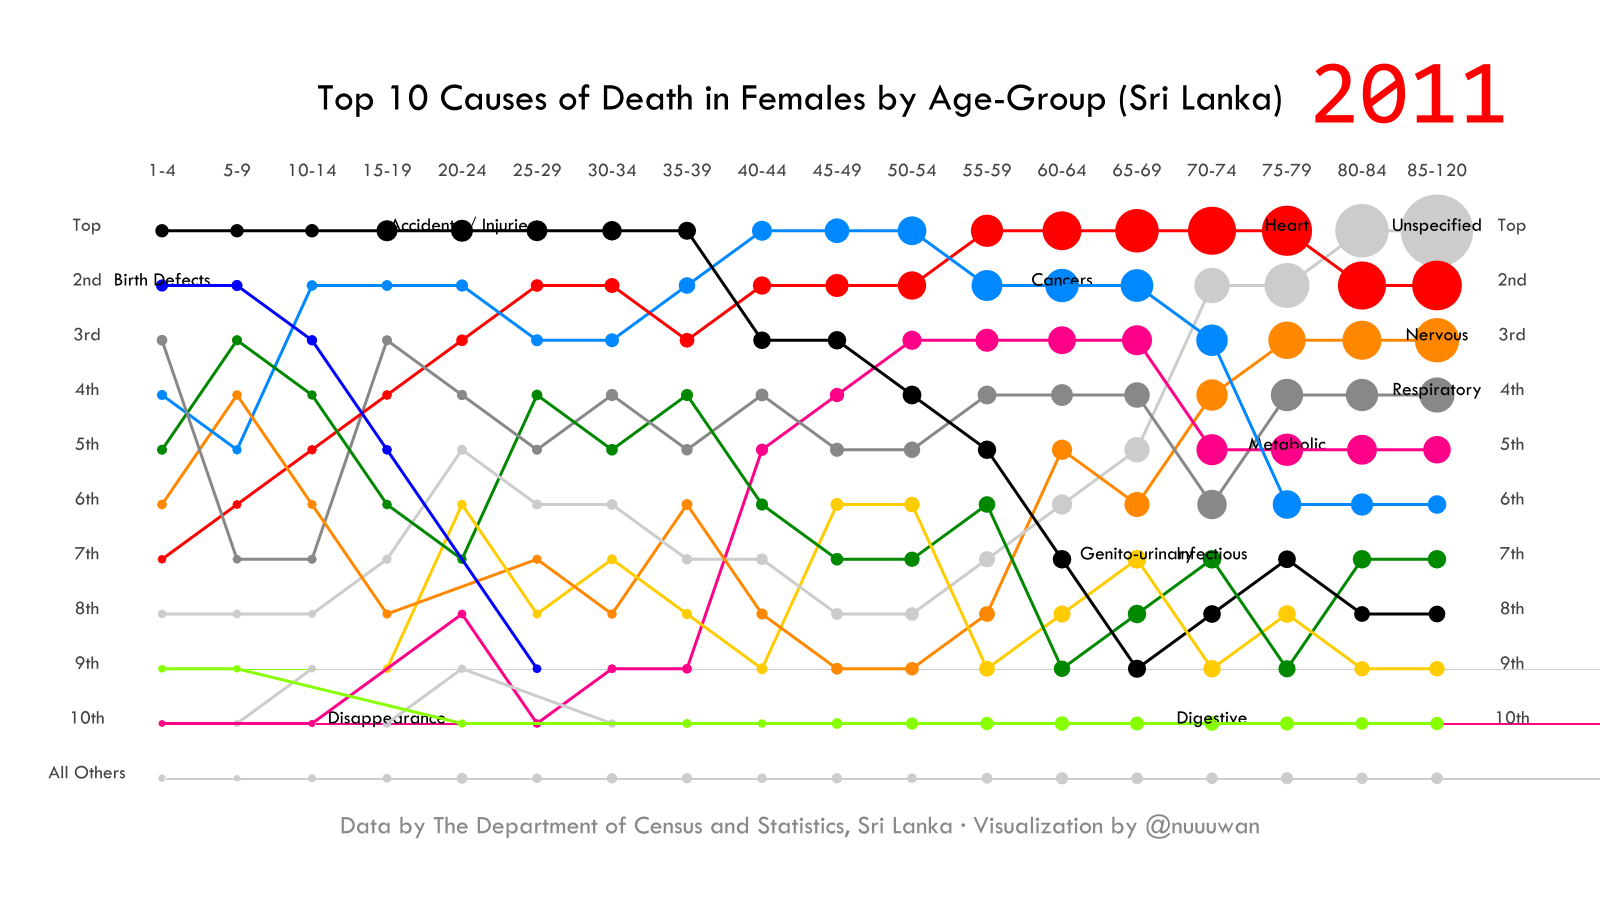 Top 10 Causes of Death in Females by Age-Group (Sri Lanka) 2011
1-4 5-9 10-14 15-19 20-24 25-29 30-34 35-39 40-44 45-49 50-54 55-59 60-64 65-69 70-74 75-79 80-84 85-120
Top Accidents / Injuries Heart Unspecified Top
2nd Birth Defects Cancers 2nd
3rd Nervous 3rd
4th Respiratory 4th
5th Metabolic 5th
6th 6th
7th Genito-urinary Infectious 7th
8th 8th
9th 9th
10th Disappearance Digestive 10th
All Others
Data by The Department of Census and Statistics, Sri Lanka · Visualization by @nuuuwan